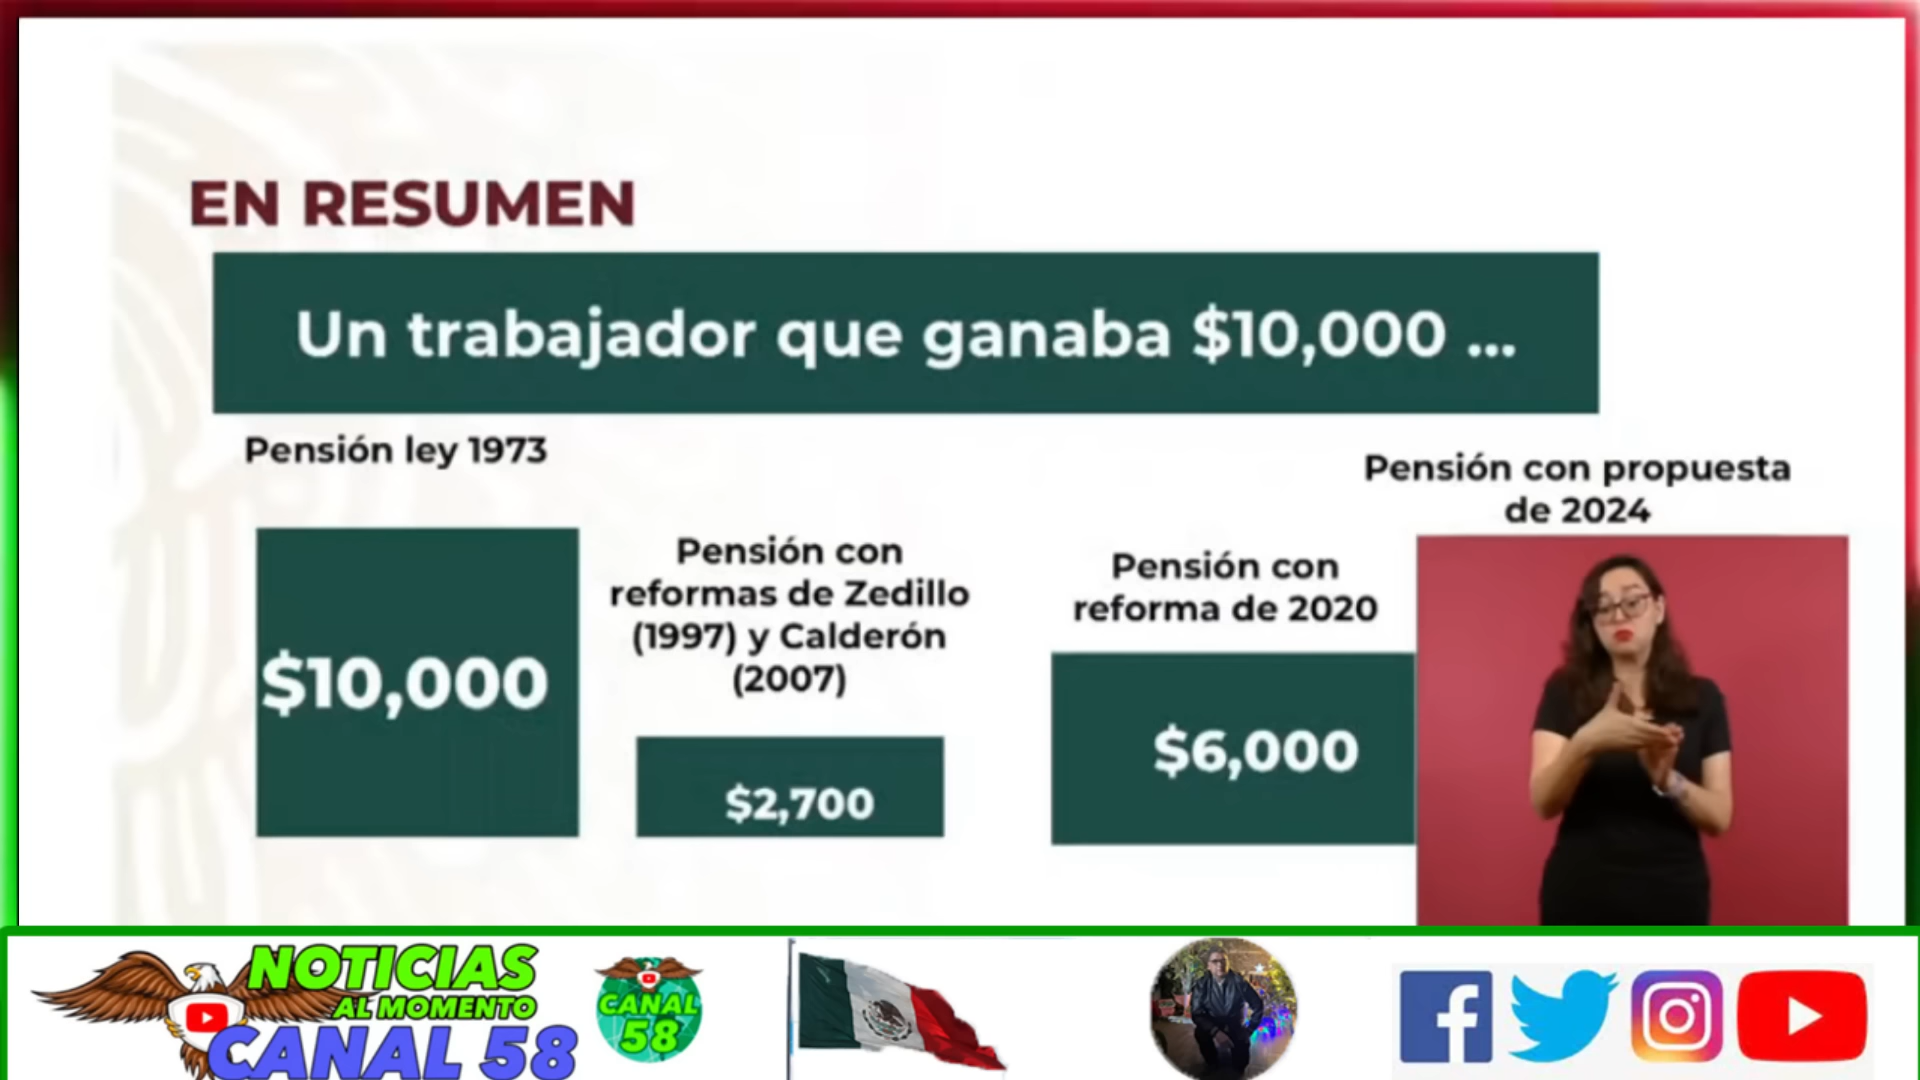 EN RESUMEN
Un trabajador que ganaba $10,000 ...
Pensión ley 1973
$10,000
Pensión con
reformas de Zedillo
(1997) y Calderón
(2007)
$2,700
Pensión con
reforma de 2020
$6,000
Pensión con propuesta
de 2024
NOTICIAS
AL MOMENTO
CANAL 58
CANAL
58